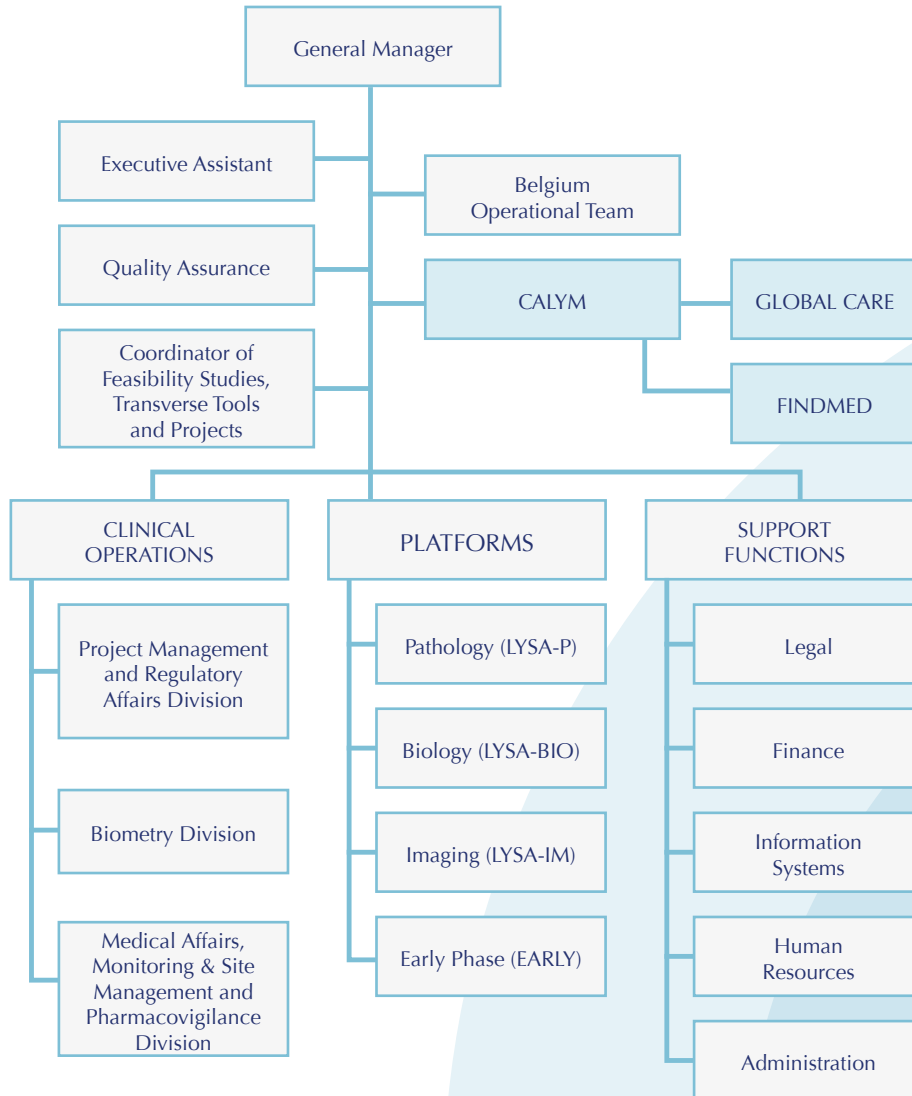 General Manager
Executive Assistant
Belgium
Operational Team
Quality Assurance
CALYM
GLOBAL CARE
Coordinator of
Feasibility Studies,
Transverse Tools
and Projects
FINDMED
CLINICAL
OPERATIONS
PLATFORMS
SUPPORT
FUNCTIONS
Project Management
and Regulatory
Affairs Division
Biometry Division
Medical Affairs,
Monitoring & Site
Management and
Pharmacovigilance
Division
Pathology (LYSA-P)
Biology (LYSA-BIO)
Imaging (LYSA-IM)
Early Phase (EARLY)
Legal
Finance
Information
Systems
Human
Resources
Administration